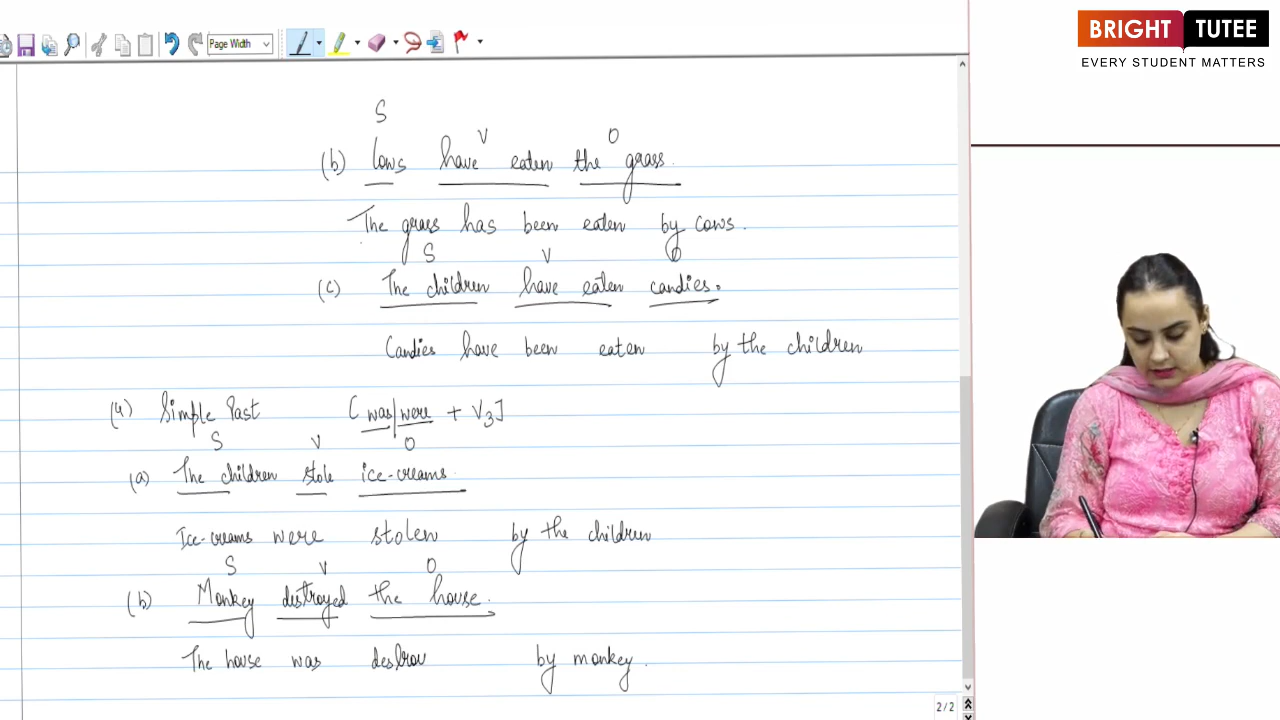 BRIGHT TUTEE
EVERY STUDENT MATTERS
Page Width
S
V O
(b) Cows have eaten the grass.
The grass has been eaten by cows.
S V O
(c) The children have eaten candies.
Candies have been eaten by the children
(4) Simple Past [was/were + V3]
S V O
(a) The children stole ice-creams.
Ice-creams were stolen by the children
S V O
(b) Monkey destroyed the house.
The house was destroy by monkey.
2/2